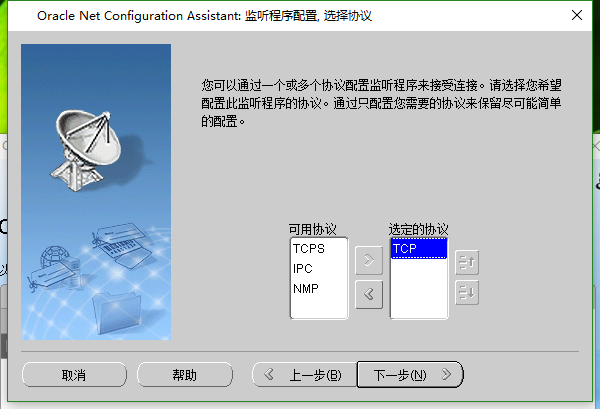 Oracle Net Configuration Assistant: 监听程序配置, 选择协议
您可以通过一个或多个协议配置监听程序来接受连接。请选择您希望
配置此监听程序的协议。通过只配置您需要的协议来保留尽可能简单
的配置。
可用协议
选定的协议
TCPS
TCP
IPC
NMP
取消
帮助
上一步(B)
下一步(N)